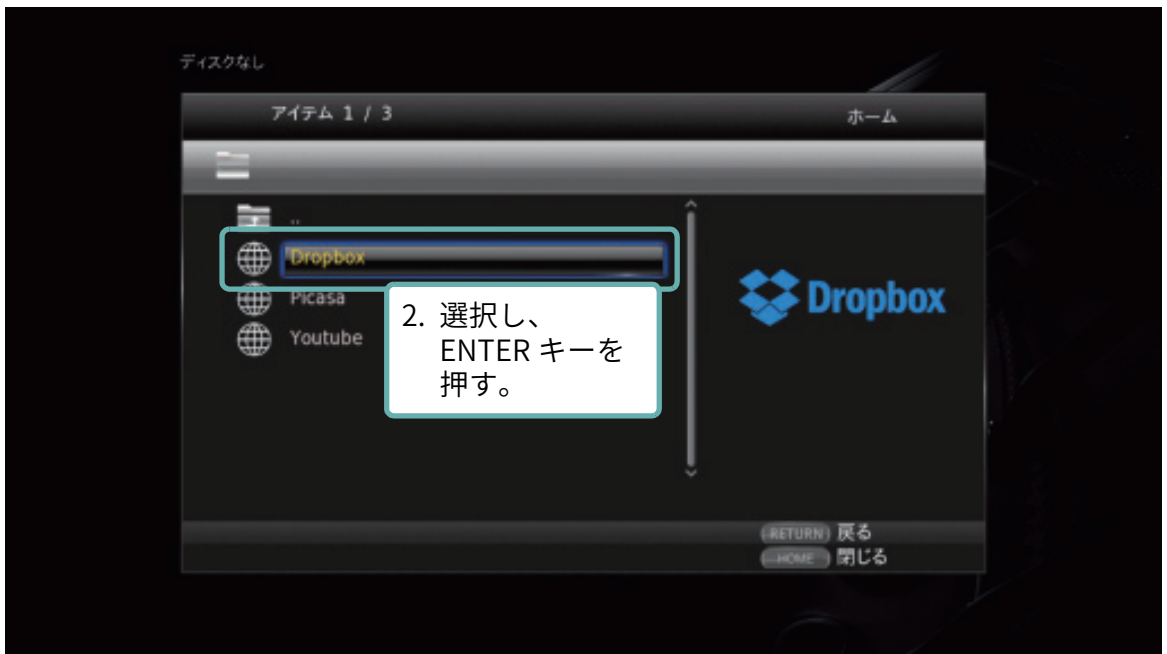 ディスクなし
アイテム 1 / 3
ホーム
..
Dropbox
Picasa
Youtube
Dropbox
2. 選択し、
ENTER キーを
押す。
RETURN 戻る
HOME 閉じる